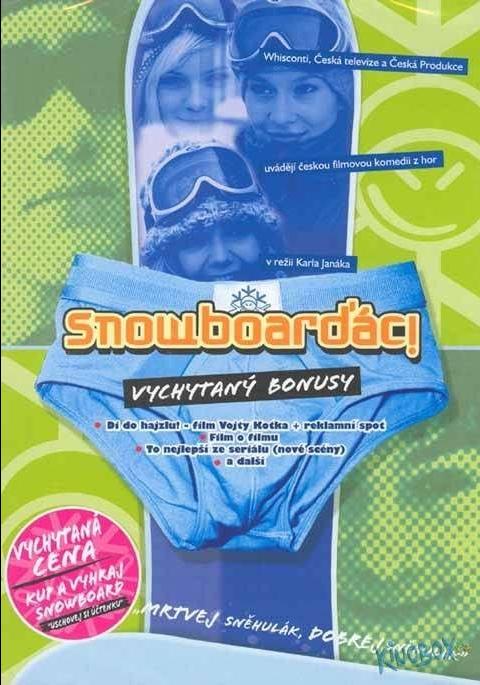 Whisconti, Česká televize a Česká Produkce
uvádějí českou filmovou komedii z hor
v režii Karla Janáka
Snowboarďáci
VYCHYTANÝ BONUSY
• Di do hajzlu! - film Vojty Kotka + reklamní spot
• Film o filmu
• To nejlepší ze seriálu (nové scény)
• a další
VYCHYTANÁ
CENA
KUP A VYHRAJ
SNOWBOARD
"USCHOVEJ SI ÚČTENKU"
„MRTVEJ SNĚHULÁK, DOBREJ
KINOBOX.cz